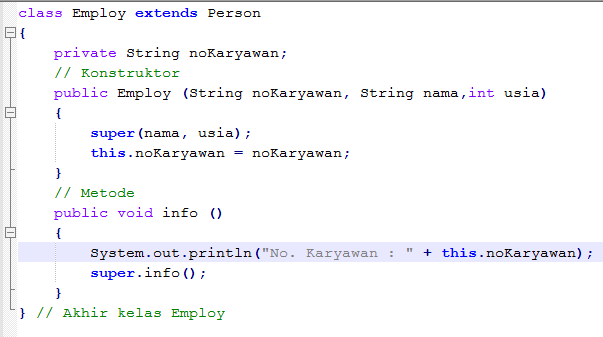 class Employ extends Person
{
    private String noKaryawan;
    // Konstruktor
    public Employ (String noKaryawan, String nama,int usia)
    {
        super(nama, usia);
        this.noKaryawan = noKaryawan;
    }
    // Metode
    public void info ()
    {
        System.out.println("No. Karyawan : " + this.noKaryawan);
        super.info();
    }
} // Akhir kelas Employ